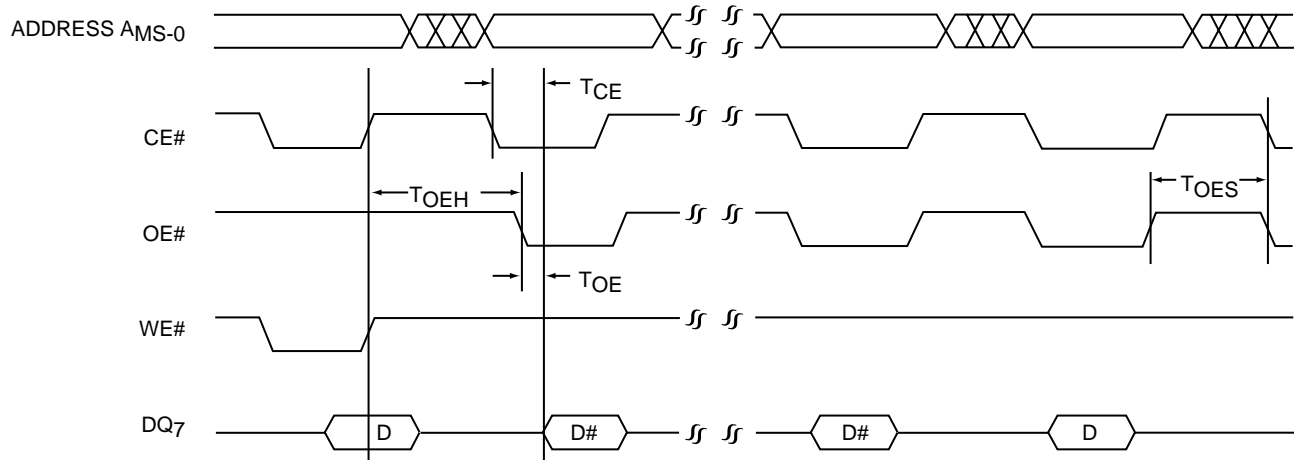 ADDRESS AMS-0
TCE
CE#
TOEH
TOES
OE#
TOE
WE#
DQ7
D
D#
D#
D